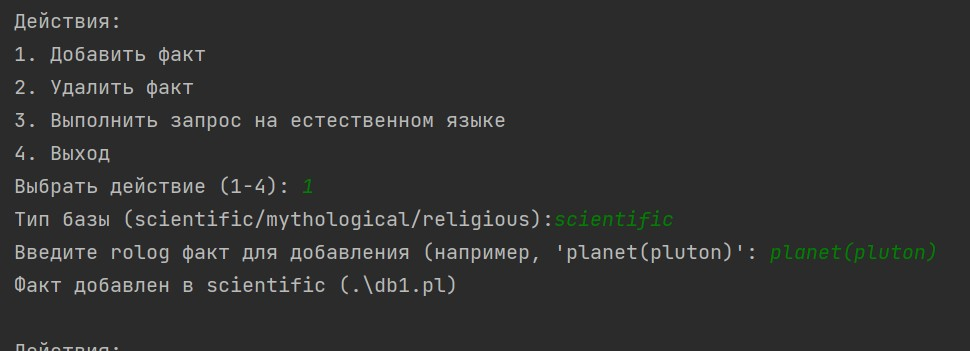 Действия:
1. Добавить факт
2. Удалить факт
3. Выполнить запрос на естественном языке
4. Выход
Выбрать действие (1-4): 1
Тип базы (scientific/mythological/religious):scientific
Введите rolog факт для добавления (например, 'planet(pluton)': planet(pluton)
Факт добавлен в scientific (.\db1.pl)
Действия: